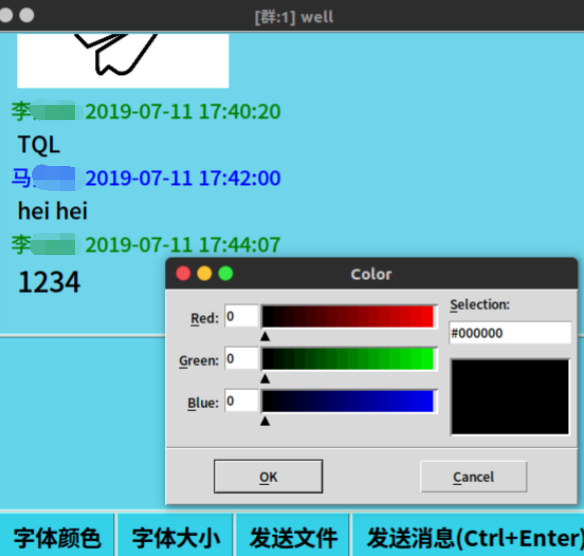 [群:1] well
李 2019-07-11 17:40:20
TQL
马 2019-07-11 17:42:00
hei hei
李 2019-07-11 17:44:07
1234
Color
Red: 0
Green: 0
Blue: 0
Selection:
#000000
OK Cancel
字体颜色 字体大小 发送文件 发送消息(Ctrl+Enter)